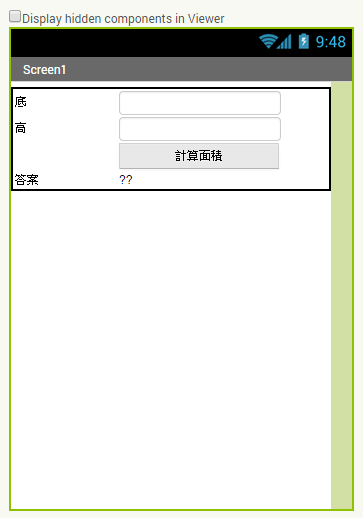 Display hidden components in Viewer
9:48
Screen1
底
高
計算面積
答案 ??